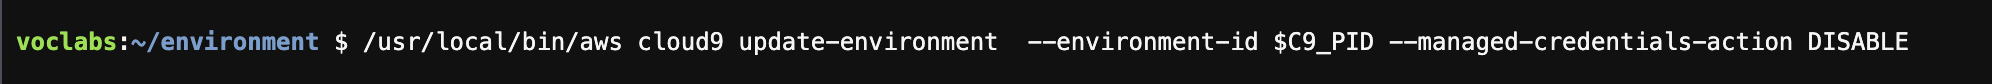 voclabs:~/environment $ /usr/local/bin/aws cloud9 update-environment  --environment-id $C9_PID --managed-credentials-action DISABLE